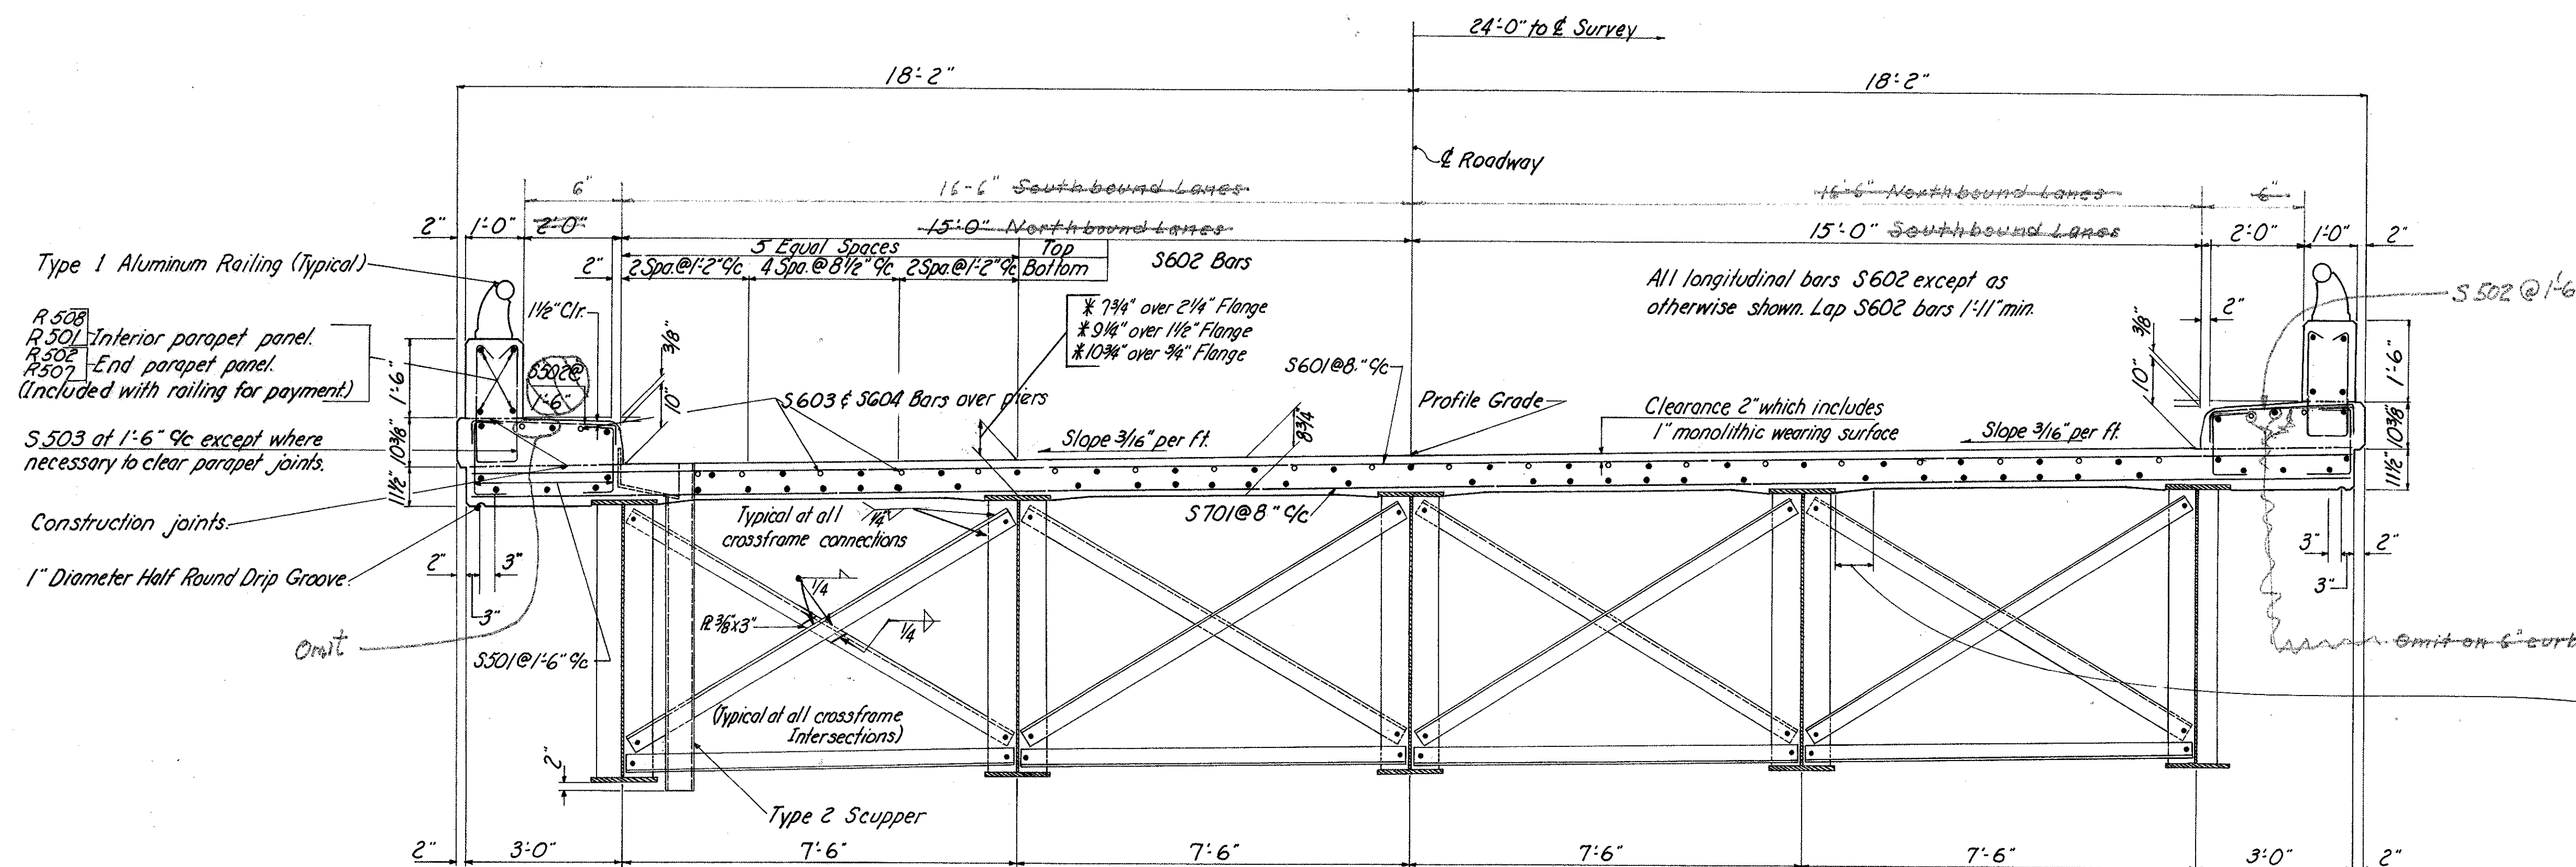 24'-0" to ℄ Survey
18'-2"
18'-2"
℄ Roadway
6"
16'-6" Southbound Lanes
16'-6" Northbound Lanes
6"
2"
1'-0"
2'-0"
15'-0" Northbound Lanes
15'-0" Southbound Lanes
2'-0"
1'-0"
2"
5 Equal Spaces
Top
2"
2 Spa.@1'-2" c/c
4 Spa.@8½" c/c
2 Spa.@1'-2" c/c
Bottom
S602 Bars
Type 1 Aluminum Railing (Typical)
All longitudinal bars S602 except as
otherwise shown. Lap S602 bars 1'-11" min.
2"
S502 @ 1'-6
R508
R501
Interior parapet panel.
R502
R507
End parapet panel.
(Included with railing for payment)
1½" Clr.
S502@
1'-6"
3/8"
10"
1'-6"
* 7¾" over 2¼" Flange
* 9¼" over 1½" Flange
* 10¾" over ¾" Flange
S601@8" c/c
3/8"
10"
1'-6"
S603 & S604 Bars over piers
Profile Grade
Clearance 2" which includes
1" monolithic wearing surface
S503 at 1'-6" c/c except where
necessary to clear parapet joints.
10⅜"
11½"
Slope 3/16" per ft.
8¾"
Slope 3/16" per ft.
10⅜"
11½"
Construction joints.
Typical at all
crossframe connections
¼
S701@8" c/c
1" Diameter Half Round Drip Groove
2"
3"
3"
3"
2"
3"
¼
℄ 3/8"x3"
¼
Omit
S501@1'-6" c/c
Omit on 6" curb
(Typical at all crossframe
Intersections)
2"
Type 2 Scupper
2"
3'-0"
7'-6"
7'-6"
7'-6"
7'-6"
3'-0"
2"